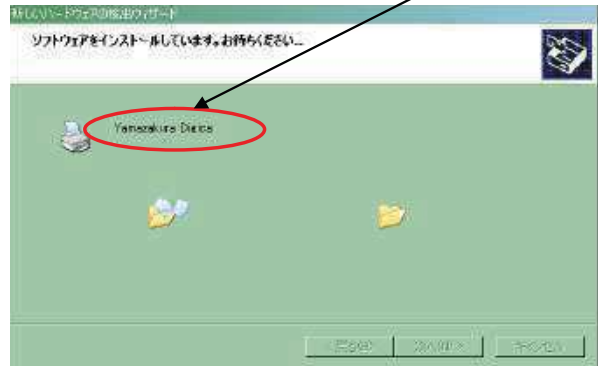 新しいハードウェアの検出ウィザード
ソフトウェアをインストールしています。お待ちください...
Yamazakura
< 戻る(B)
次へ(N) >
キャンセル